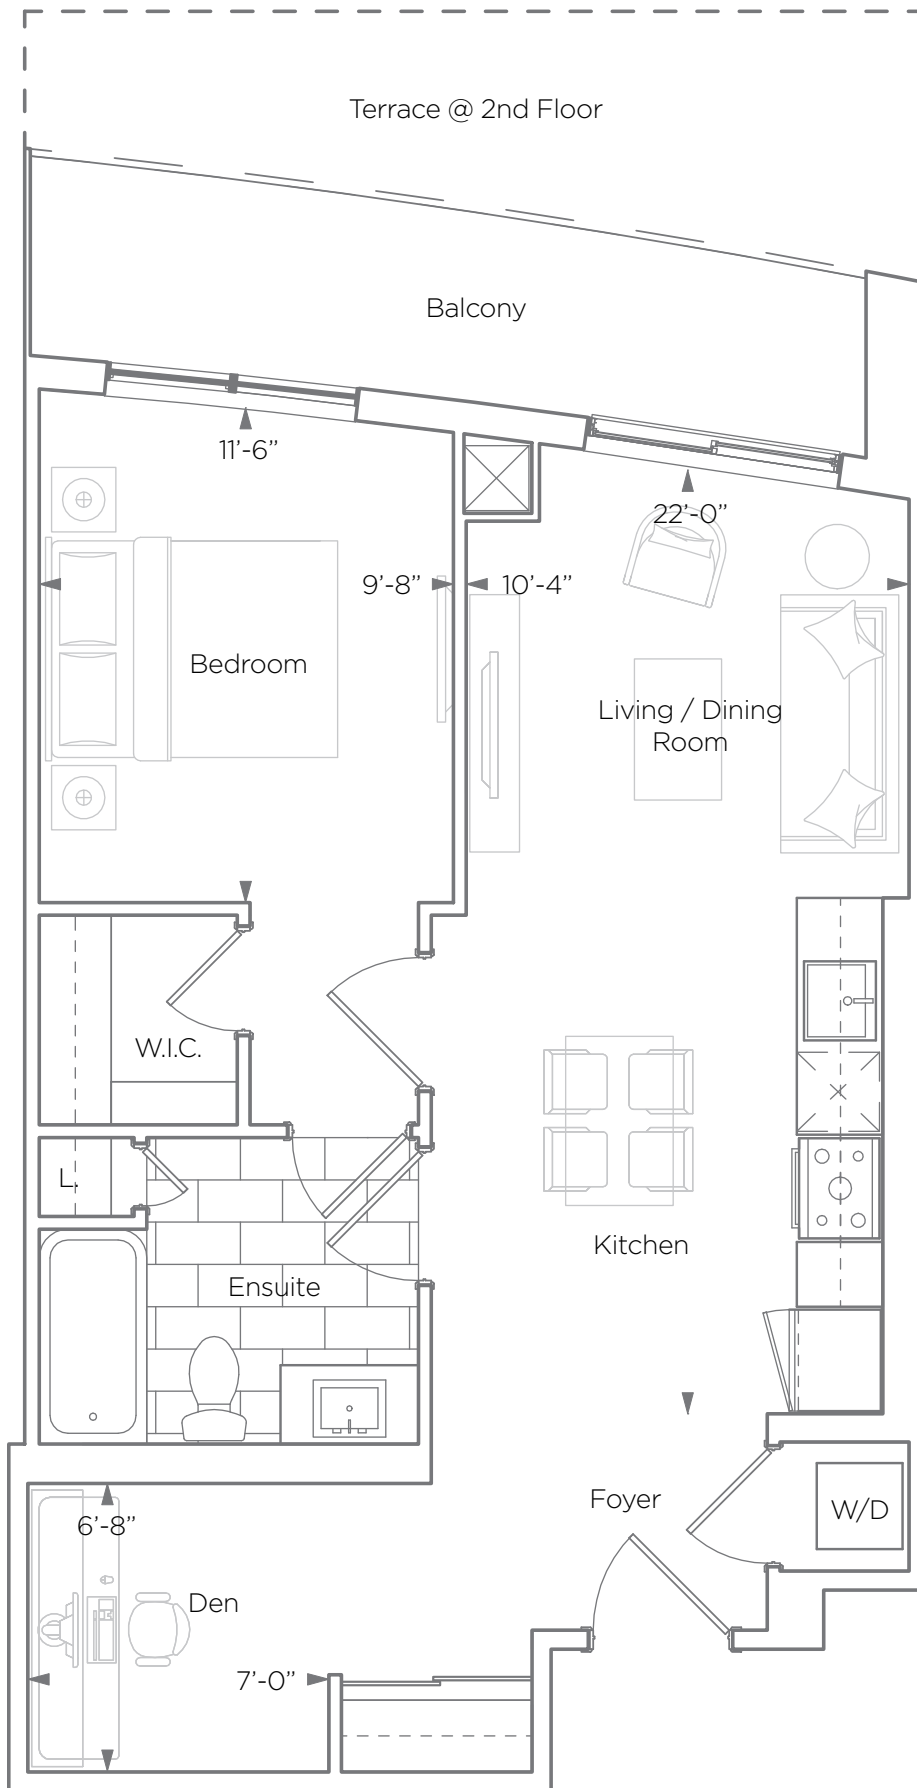 Terrace @ 2nd Floor
Balcony
11’-6”
22’-0”
9’-8”
10’-4”
Bedroom
Living / Dining
Room
W.I.C.
L.
Kitchen
Ensuite
Foyer
W/D
6’-8”
Den
7’-0”